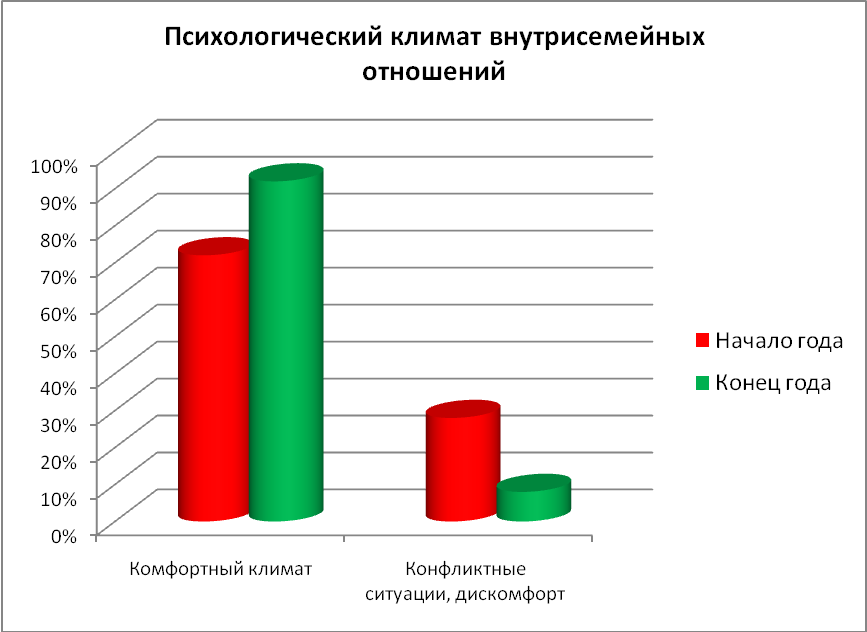 Психологический климат внутрисемейных
отношений
100%
90%
80%
70%
60%
50%
40%
30%
20%
10%
0%
Комфортный климат
Конфликтные
ситуации, дискомфорт
Начало года
Конец года